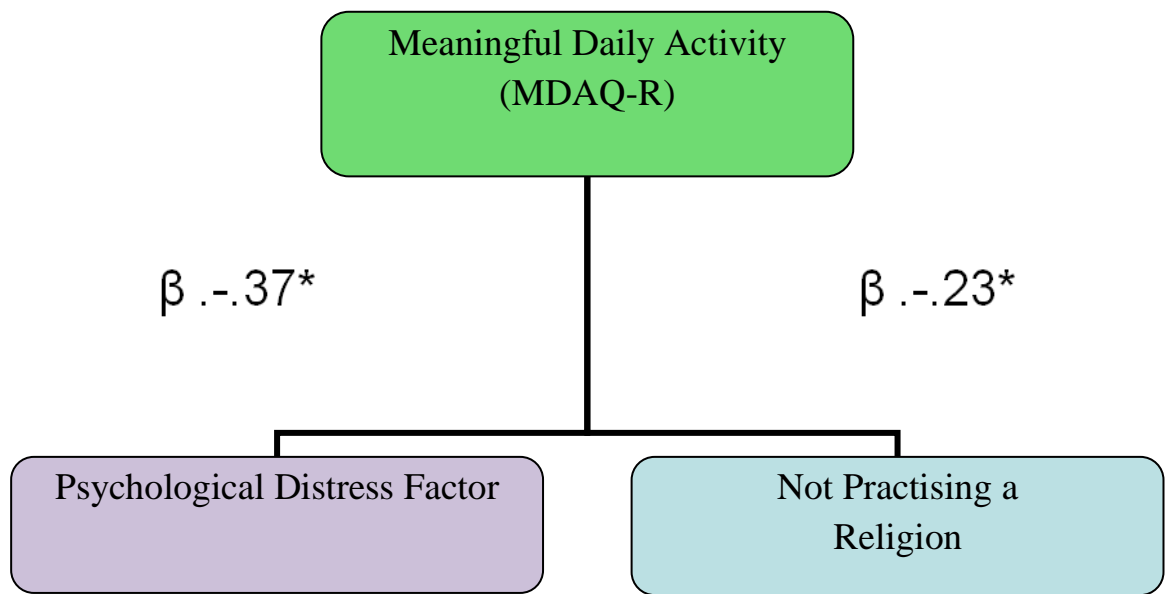 Meaningful Daily Activity
(MDAQ-R)
β .-.37*
β .-.23*
Psychological Distress Factor
Not Practising a
Religion